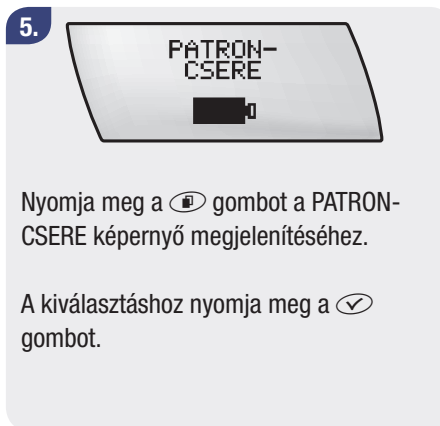 5.
PATRON-
CSERE
Nyomja meg a gombot a PATRON-
CSERE képernyő megjelenítéséhez.
A kiválasztáshoz nyomja meg a
gombot.